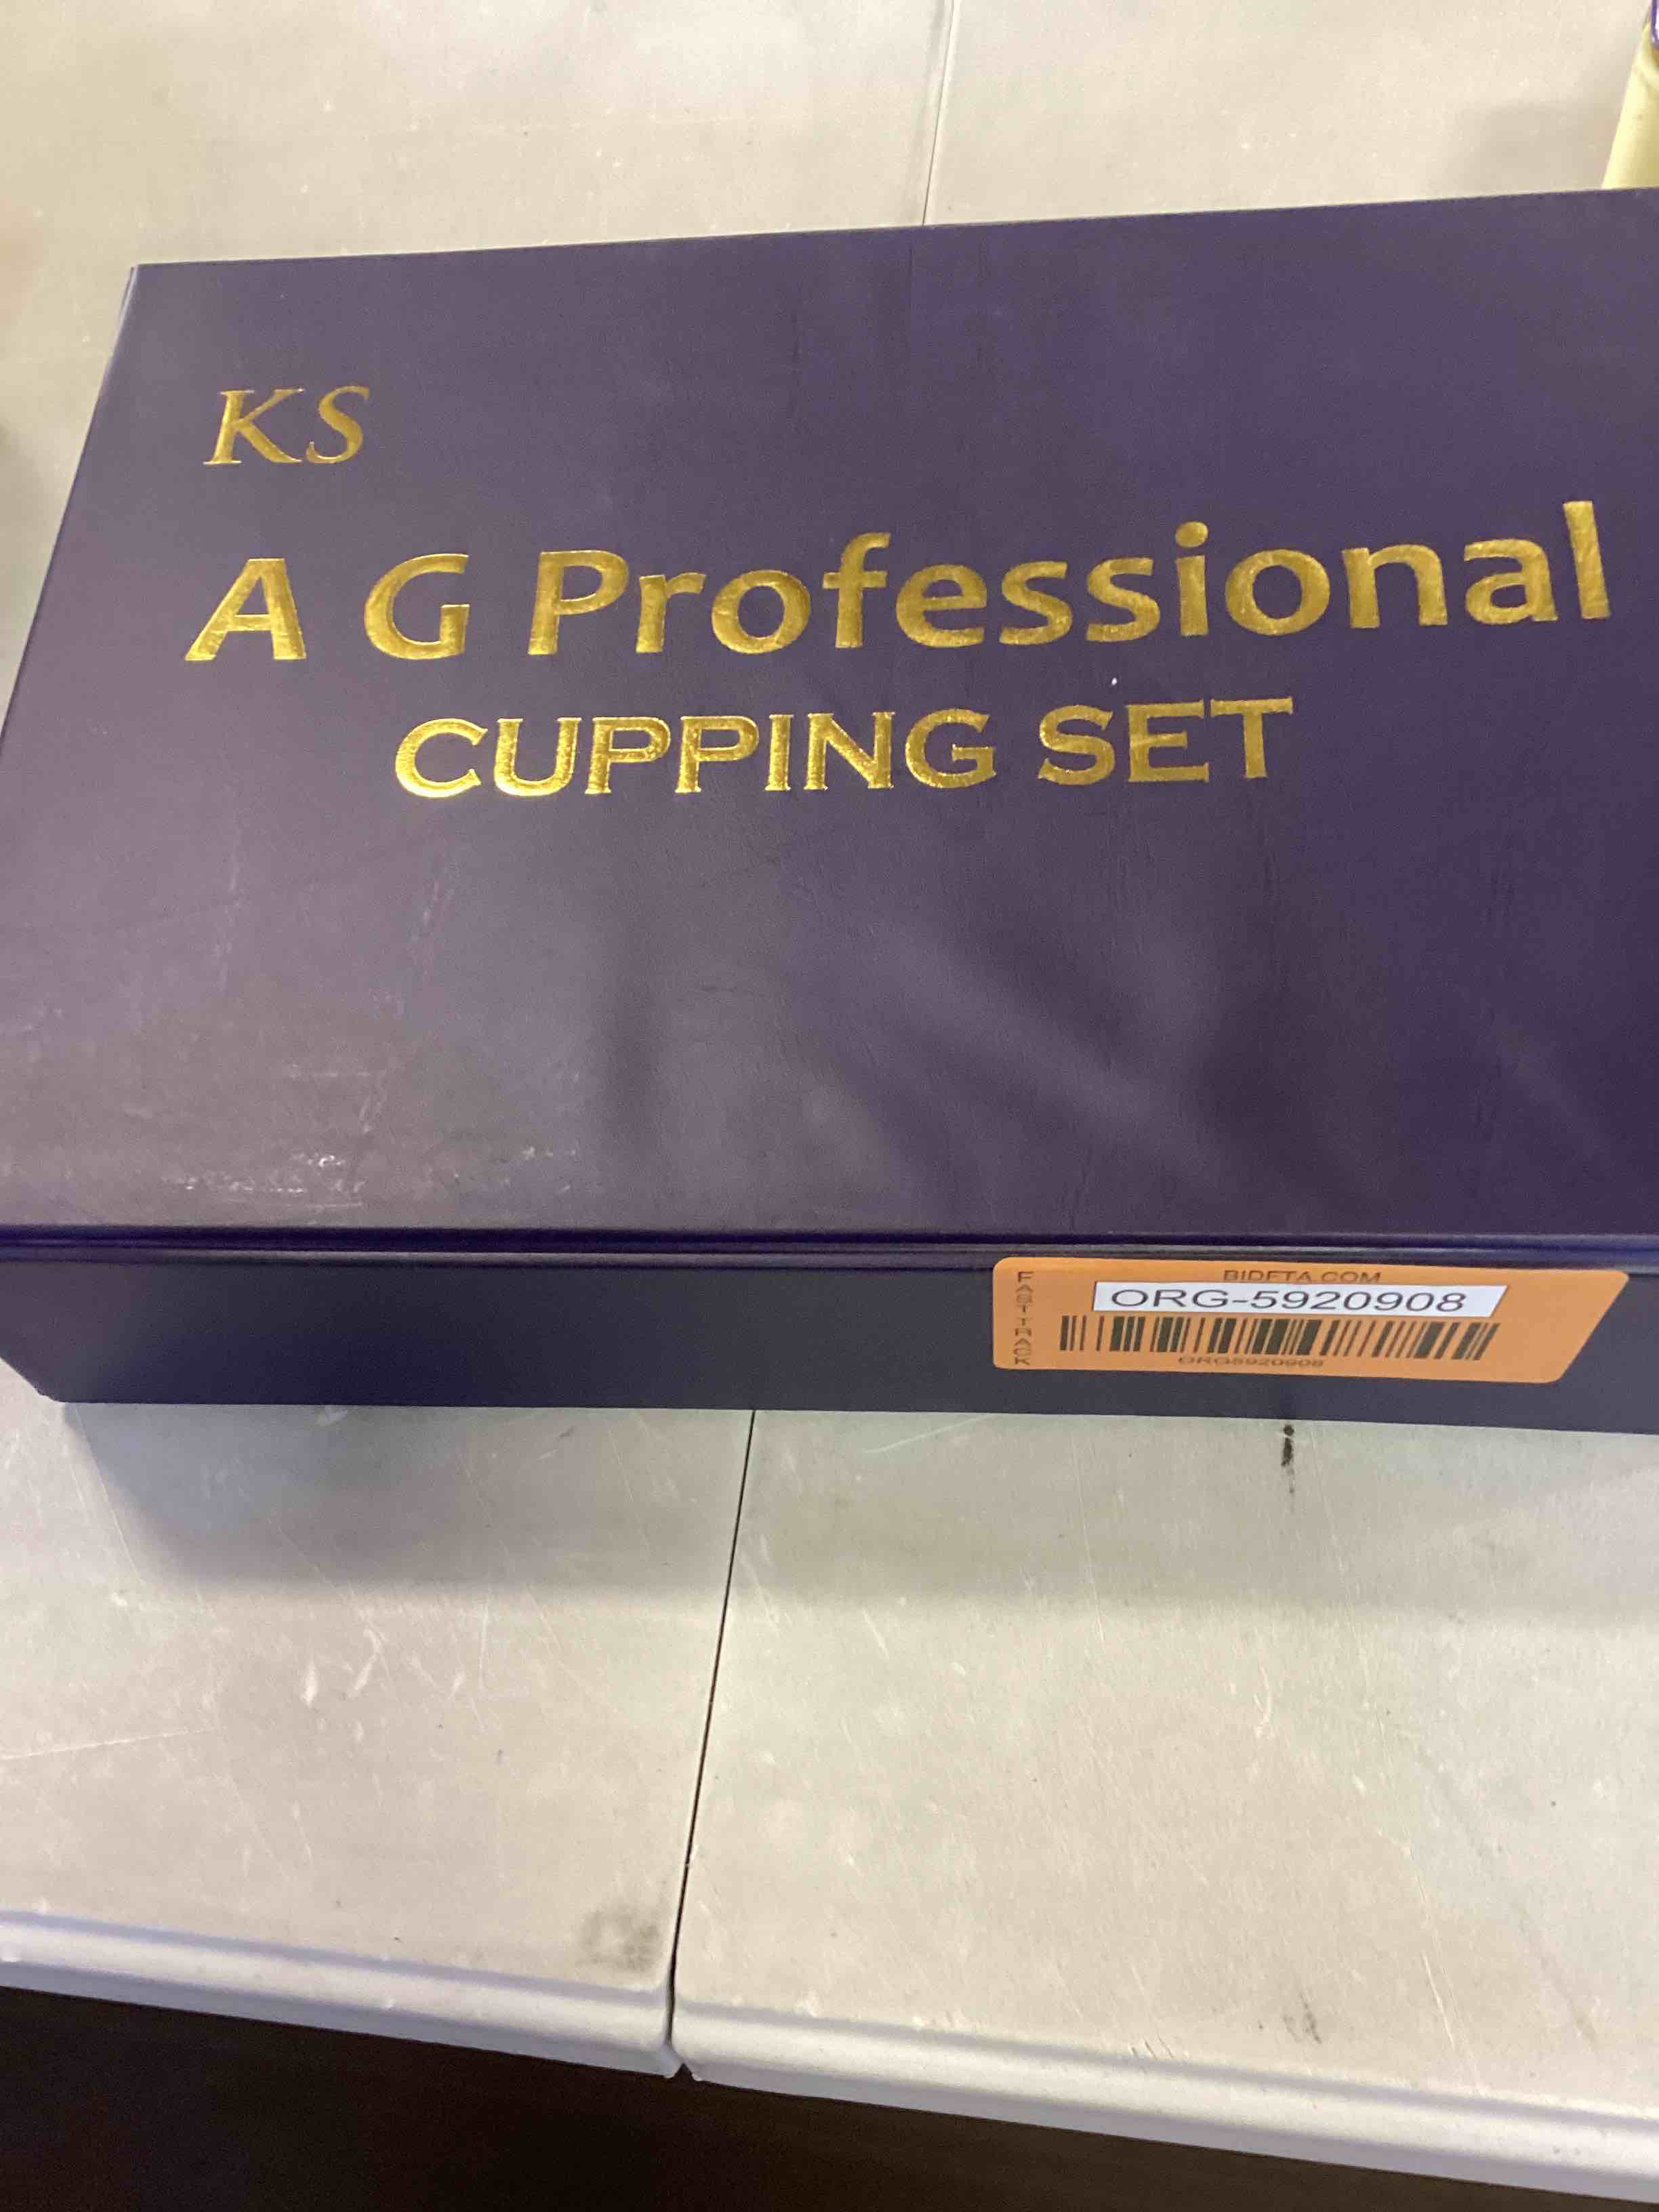 KS
A G Professional
CUPPING SET
FAST TRACK
BIDFTA.COM
ORG-5920908
ORG5920908